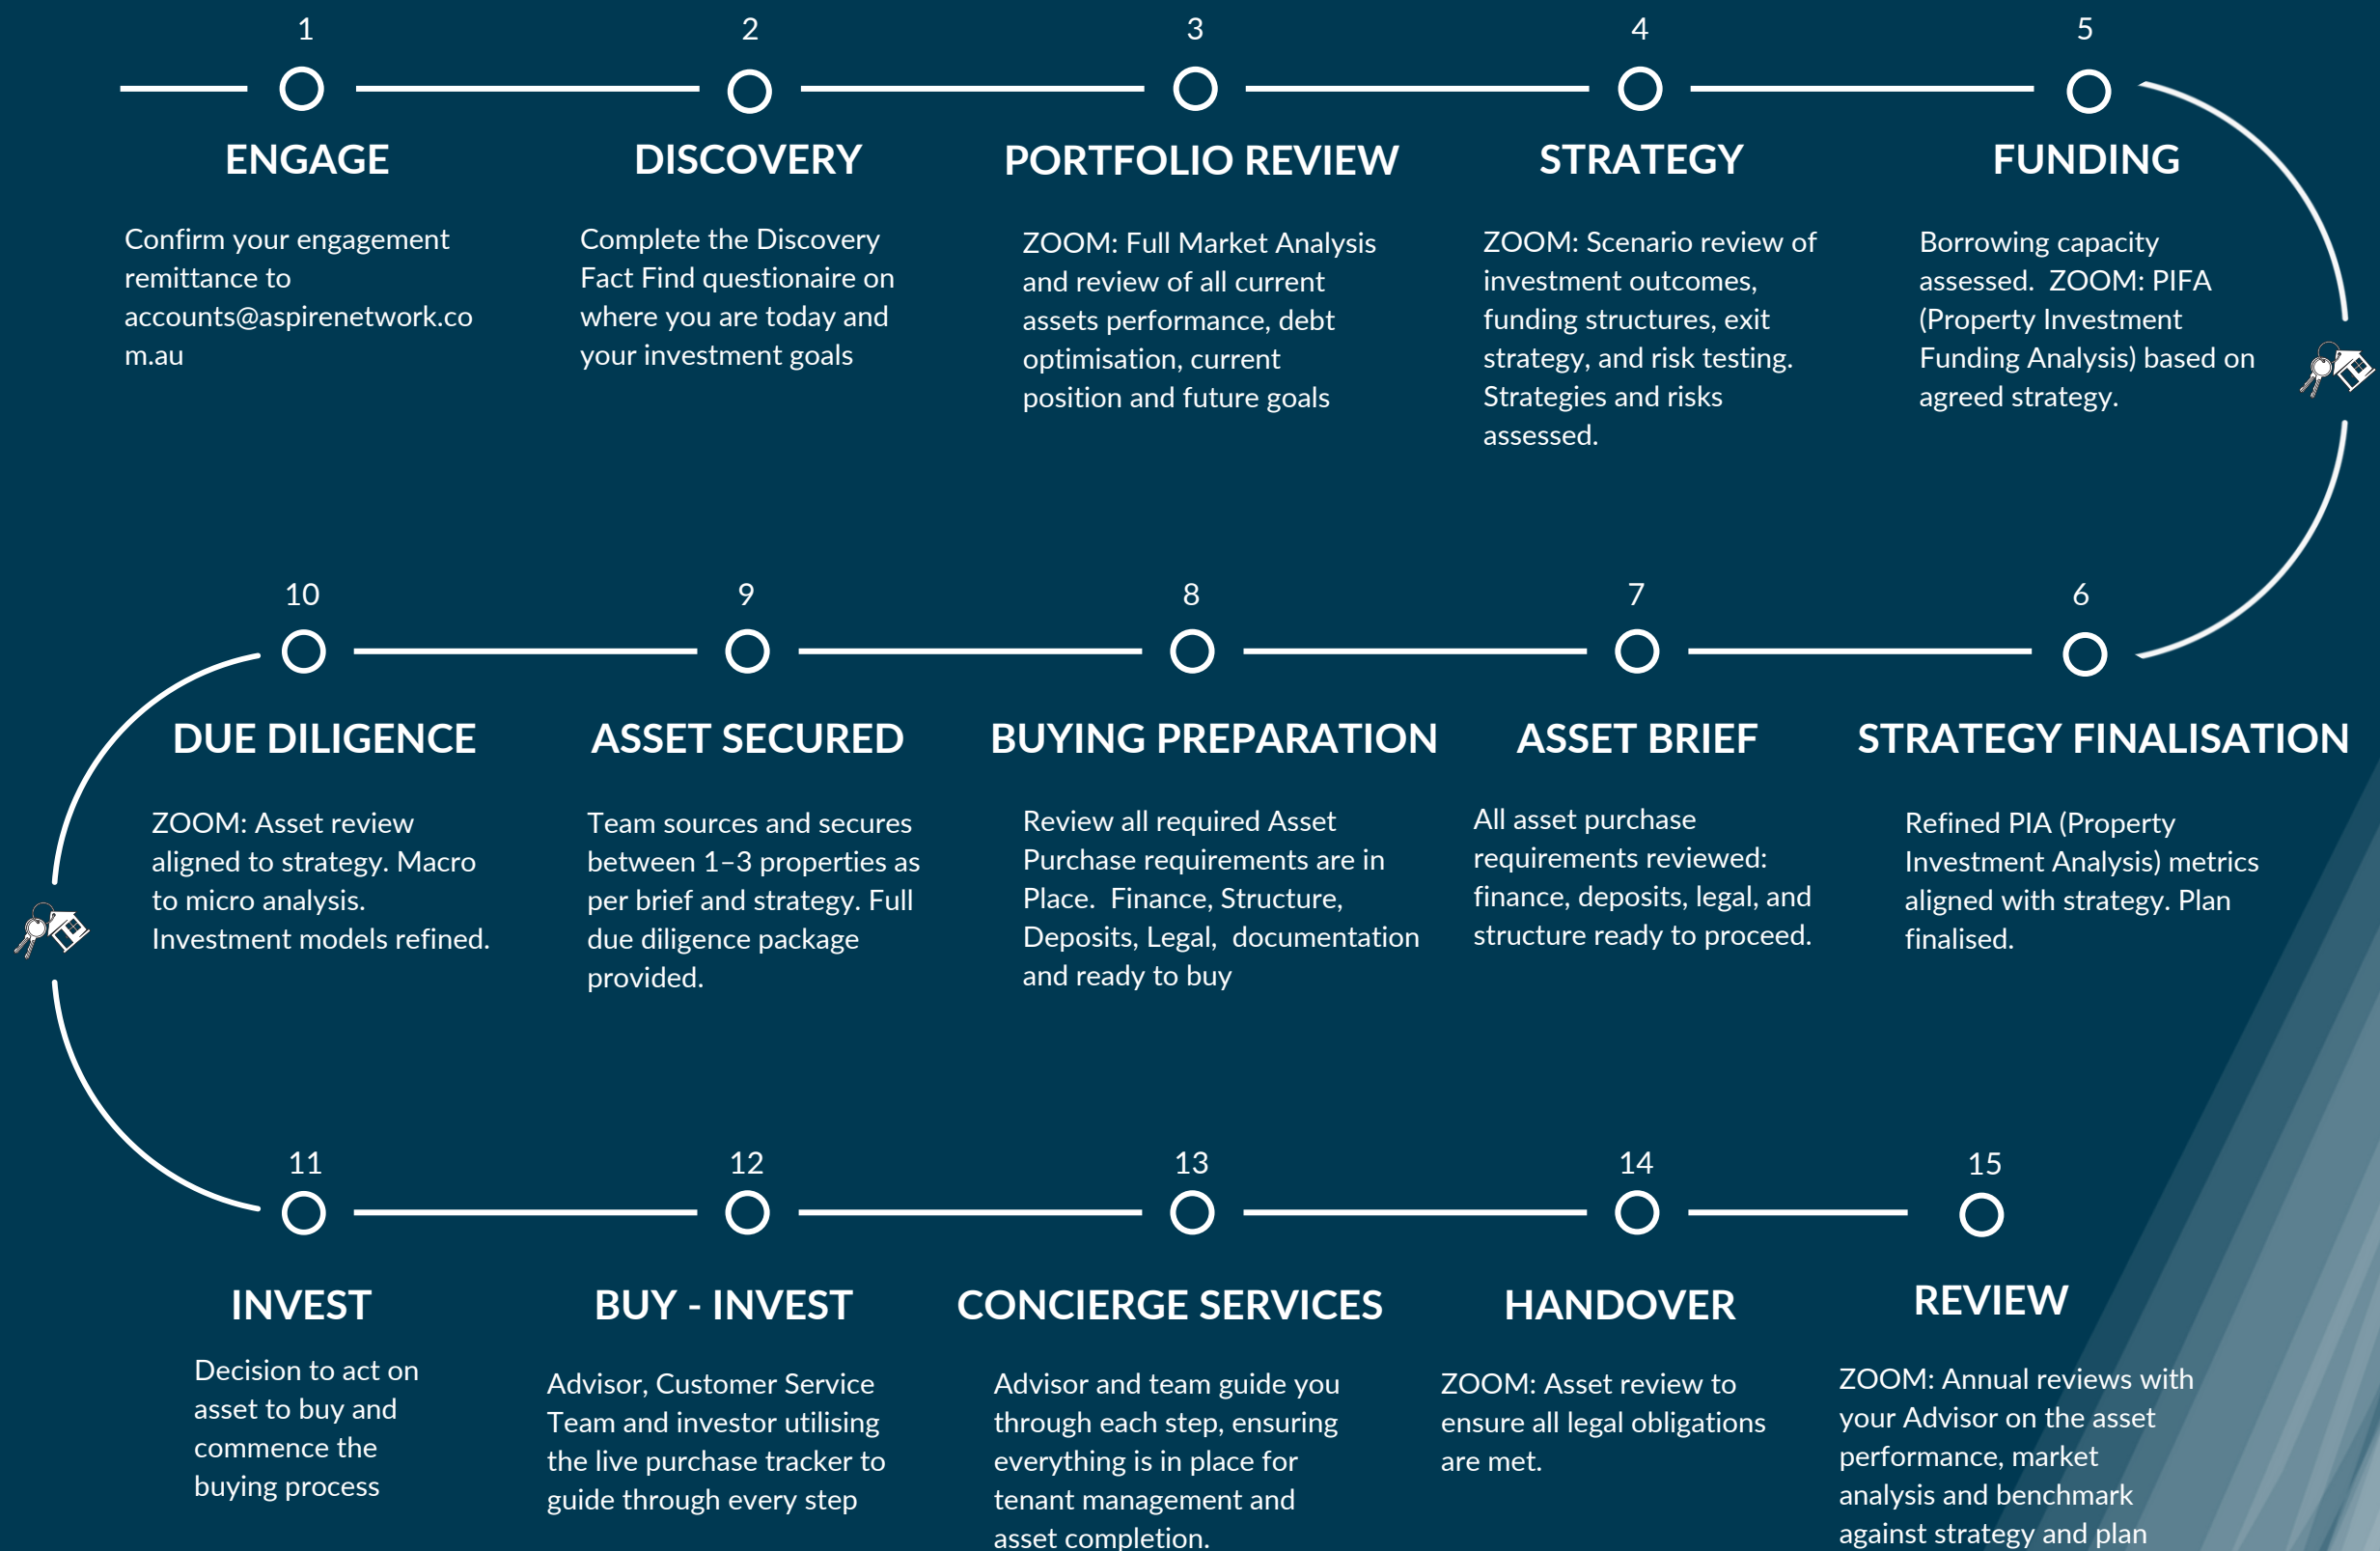 1
ENGAGE
Confirm your engagement
remittance to
accounts@aspirenetwork.co
m.au
2
DISCOVERY
Complete the Discovery
Fact Find questionaire on
where you are today and
your investment goals
3
PORTFOLIO REVIEW
ZOOM: Full Market Analysis
and review of all current
assets performance, debt
optimisation, current
position and future goals
4
STRATEGY
ZOOM: Scenario review of
investment outcomes,
funding structures, exit
strategy, and risk testing.
Strategies and risks
assessed.
5
FUNDING
Borrowing capacity
assessed.  ZOOM: PIFA
(Property Investment
Funding Analysis) based on
agreed strategy.
6
STRATEGY FINALISATION
Refined PIA (Property
Investment Analysis) metrics
aligned with strategy. Plan
finalised.
7
ASSET BRIEF
All asset purchase
requirements reviewed:
finance, deposits, legal, and
structure ready to proceed.
8
BUYING PREPARATION
Review all required Asset
Purchase requirements are in
Place.  Finance, Structure,
Deposits, Legal,  documentation
and ready to buy
9
ASSET SECURED
Team sources and secures
between 1–3 properties as
per brief and strategy. Full
due diligence package
provided.
10
DUE DILIGENCE
ZOOM: Asset review
aligned to strategy. Macro
to micro analysis.
Investment models refined.
11
INVEST
Decision to act on
asset to buy and
commence the
buying process
12
BUY - INVEST
Advisor, Customer Service
Team and investor utilising
the live purchase tracker to
guide through every step
13
CONCIERGE SERVICES
Advisor and team guide you
through each step, ensuring
everything is in place for
tenant management and
asset completion.
14
HANDOVER
ZOOM: Asset review to
ensure all legal obligations
are met.
15
REVIEW
ZOOM: Annual reviews with
your Advisor on the asset
performance, market
analysis and benchmark
against strategy and plan